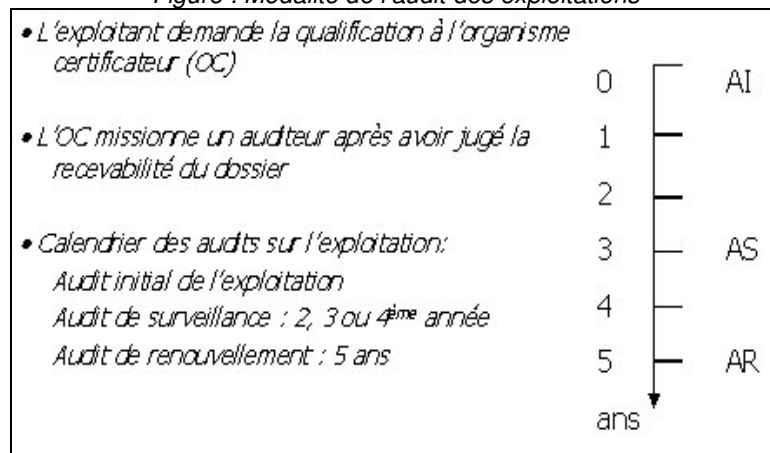 Figure : Modalité de l'audit des exploitations
• L'exploitant demande la qualification à l'organisme
certificateur (OC)
• L'OC missionne un auditeur après avoir jugé la
recevabilité du dossier
• Calendrier des audits sur l'exploitation:
Audit initial de l'exploitation
Audit de surveillance : 2, 3 ou 4ème année
Audit de renouvellement : 5 ans
0 AI
1
2
3 AS
4
5 AR
ans